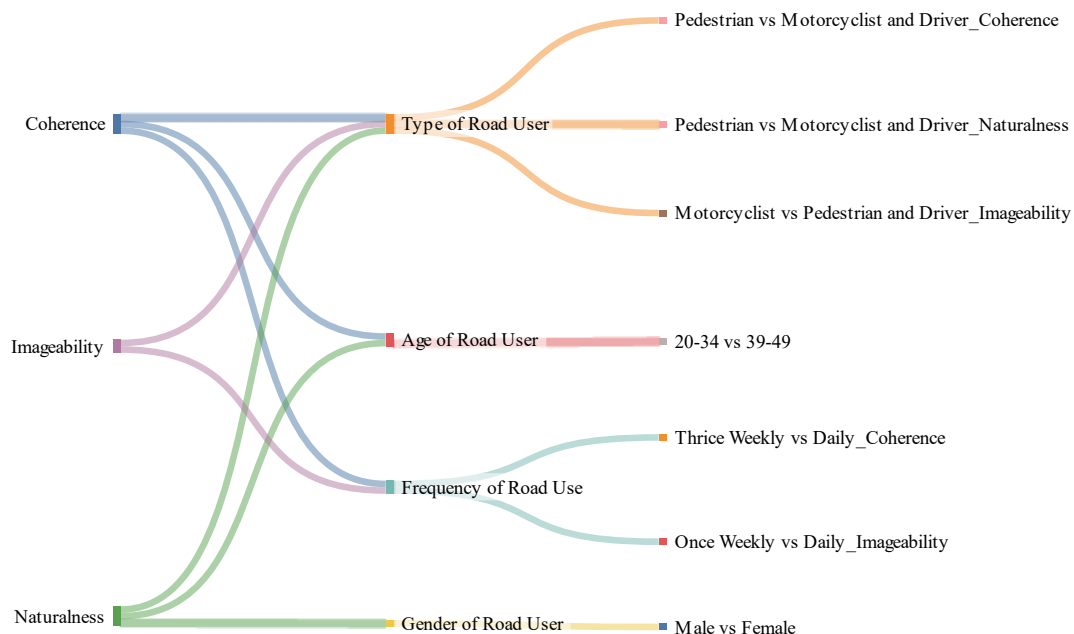 Coherence
Imageability
Naturalness
Type of Road User
Age of Road User
Frequency of Road Use
Gender of Road User
Pedestrian vs Motorcyclist and Driver_Coherence
Pedestrian vs Motorcyclist and Driver_Naturalness
Motorcyclist vs Pedestrian and Driver_Imageability
20-34 vs 39-49
Thrice Weekly vs Daily_Coherence
Once Weekly vs Daily_Imageability
Male vs Female